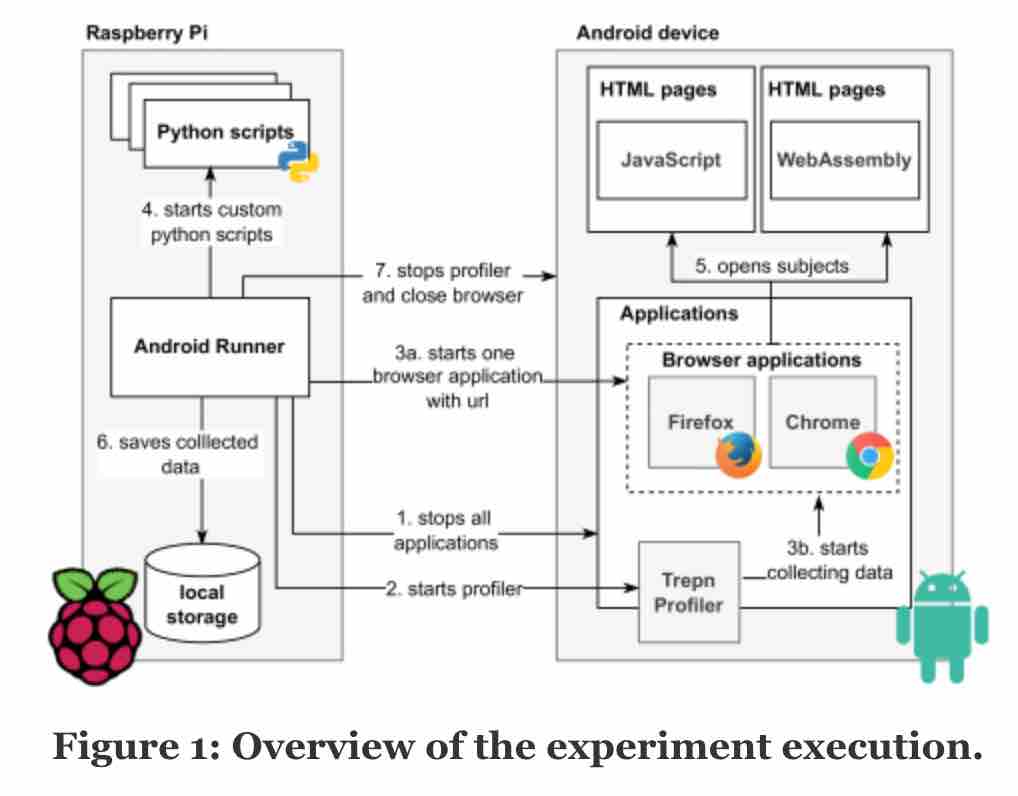 Raspberry Pi
Python scripts
4. starts custom
python scripts
Android Runner
6. saves colllected
data
local
storage
7. stops profiler
and close browser
3a. starts one
browser application
with url
1. stops all
applications
2. starts profiler
Android device
HTML pages
JavaScript
HTML pages
WebAssembly
5. opens subjects
Applications
Browser applications
Firefox
Chrome
3b. starts
collecting data
Trepn
Profiler
Figure 1: Overview of the experiment execution.